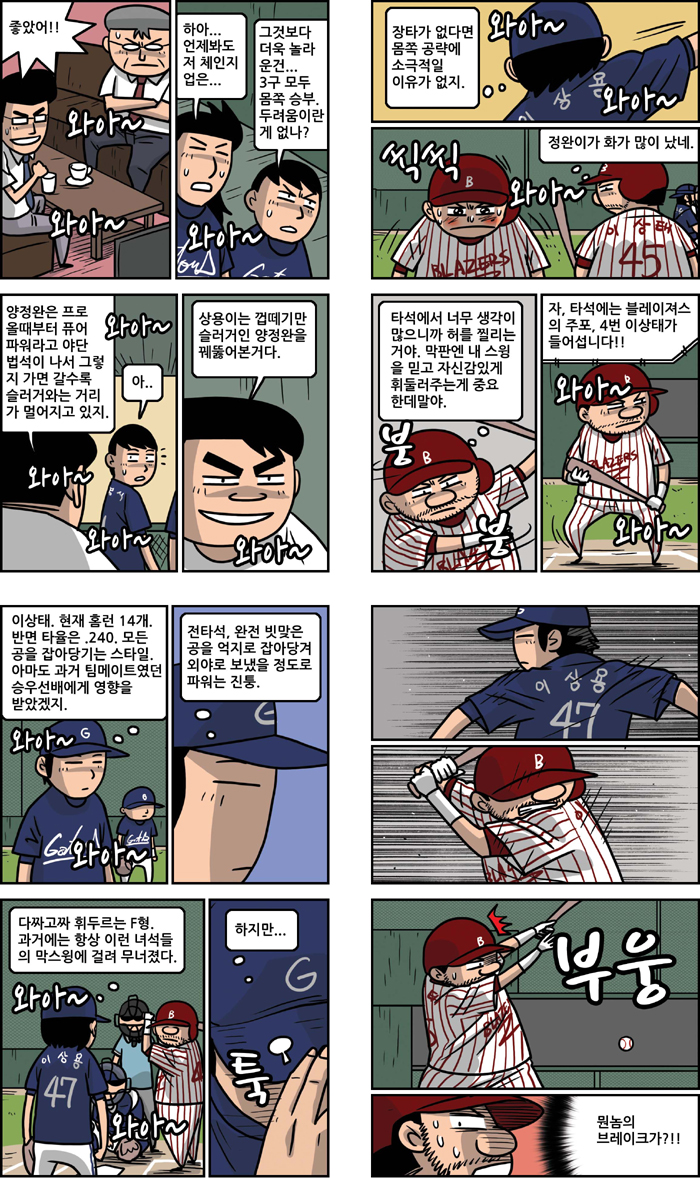 좋았어!!
와아~
와아~
하아...
언제봐도
저 체인지
업은...
그것보다
더욱 놀라
운건...
3구 모두
몸쪽 승부.
두려움이란
게 없나?
와아~
양정완은 프로
올때부터 퓨어
파워라고 야단
법석이 나서 그렇
지 가면 갈수록
슬러거와는 거리
가 멀어지고 있지.
와아~
아..
와아~
와아~
상용이는 껍떼기만
슬러거인 양정완을
꿰뚫어본거다.
와아~
이상태. 현재 홈런 14개.
반면 타율은 .240. 모든
공을 잡아당기는 스타일.
아마도 과거 팀메이트였던
승우선배에게 영향을
받았겠지.
와아~
G
G
와아~
전타석, 완전 빗맞은
공을 억지로 잡아당겨
외야로 보냈을 정도로
파워는 진퉁.
G
다짜고짜 휘두르는 F형.
과거에는 항상 이런 녀석들
의 막스윙에 걸려 무너졌다.
와아~
이상용
47
B
와아~
하지만...
G
툭
장타가 없다면
몸쪽 공략에
소극적일
이유가 없지.
와아~
이상용
와아~
정완이가 화가 많이 났네.
씩씩
B
와아~
BLAZERS
이상태
45
타석에서 너무 생각이
많으니까 허를 찔리는
거야. 막판엔 내 스윙
을 믿고 자신감있게
휘둘러주는게 중요
한데말야.
붕
B
붕
자, 타석에는 블레이져스
의 주포, 4번 이상태가
들어섭니다!!
와아~
BLAZERS
와아~
이상용
47
B
B
부웅
뭔놈의
브레이크가?!!